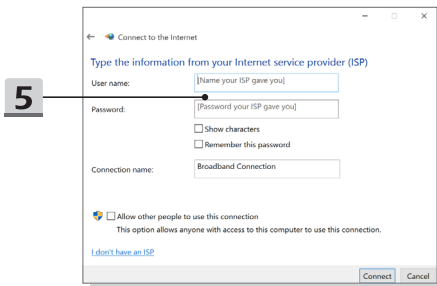 Connect to the Internet
Type the information from your Internet service provider (ISP)
User name:
[Name your ISP gave you]
5
Password:
[Password your ISP gave you]
Show characters
Remember this password
Connection name:
Broadband Connection
Allow other people to use this connection
This option allows anyone with access to this computer to use this connection.
I don't have an ISP
Connect
Cancel